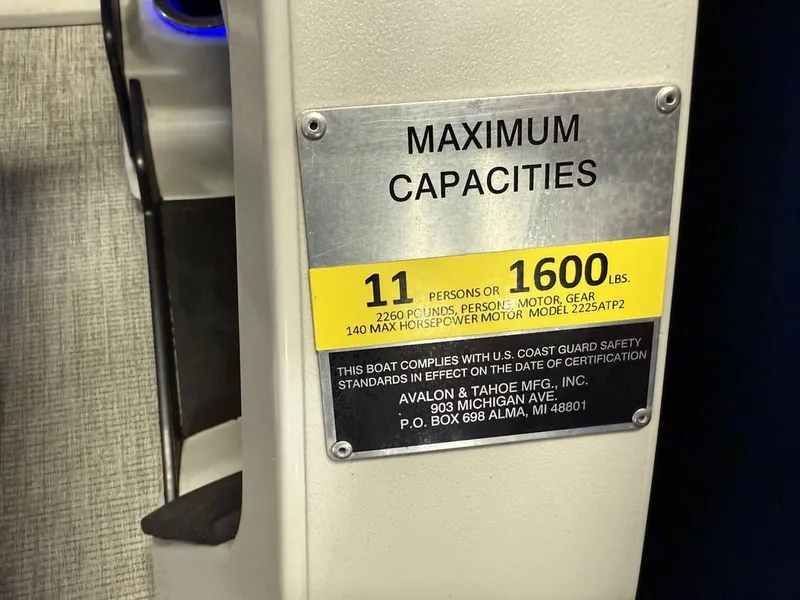 MAXIMUM
CAPACITIES
11 PERSONS OR 1600 LBS.
2260 POUNDS, PERSONS, MOTOR, GEAR
140 MAX HORSEPOWER MOTOR MODEL 2225ATP2
THIS BOAT COMPLIES WITH U.S. COAST GUARD SAFETY
STANDARDS IN EFFECT ON THE DATE OF CERTIFICATION
AVALON & TAHOE MFG., INC.
903 MICHIGAN AVE.
P.O. BOX 698 ALMA, MI 48801